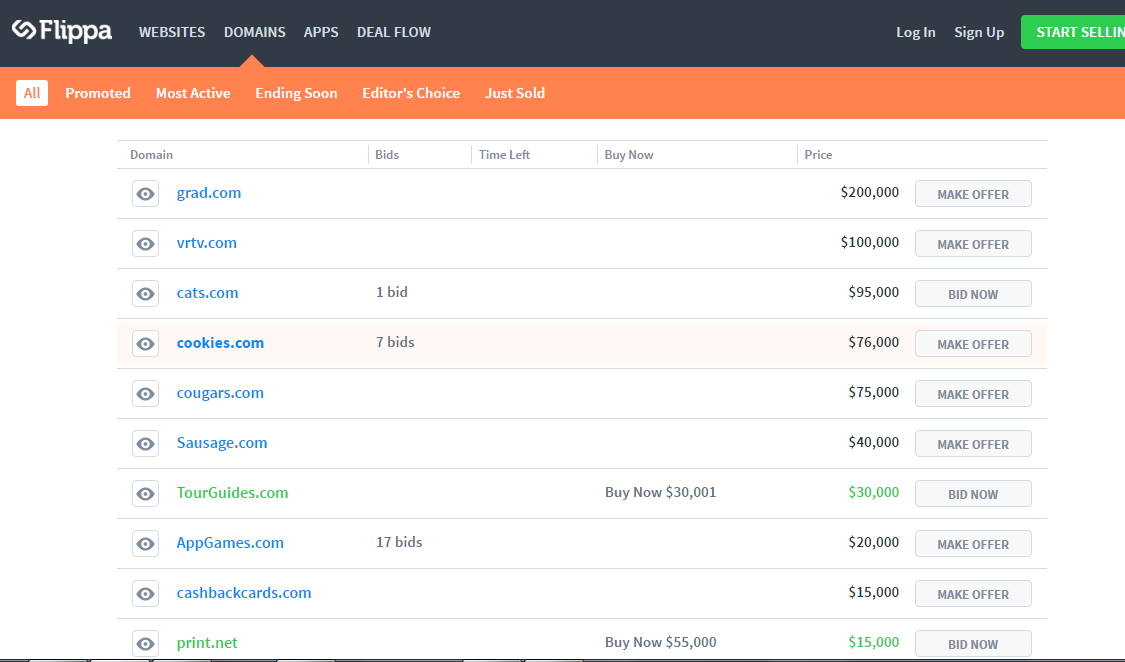 Flippa WEBSITES DOMAINS APPS DEAL FLOW Log In Sign Up START SELLIN
All Promoted Most Active Ending Soon Editor's Choice Just Sold
Domain Bids Time Left Buy Now Price
grad.com $200,000 MAKE OFFER
vrtv.com $100,000 MAKE OFFER
cats.com 1 bid $95,000 BID NOW
cookies.com 7 bids $76,000 MAKE OFFER
cougars.com $75,000 MAKE OFFER
Sausage.com $40,000 MAKE OFFER
TourGuides.com Buy Now $30,001 $30,000 BID NOW
AppGames.com 17 bids $20,000 MAKE OFFER
cashbackcards.com $15,000 MAKE OFFER
print.net Buy Now $55,000 $15,000 BID NOW